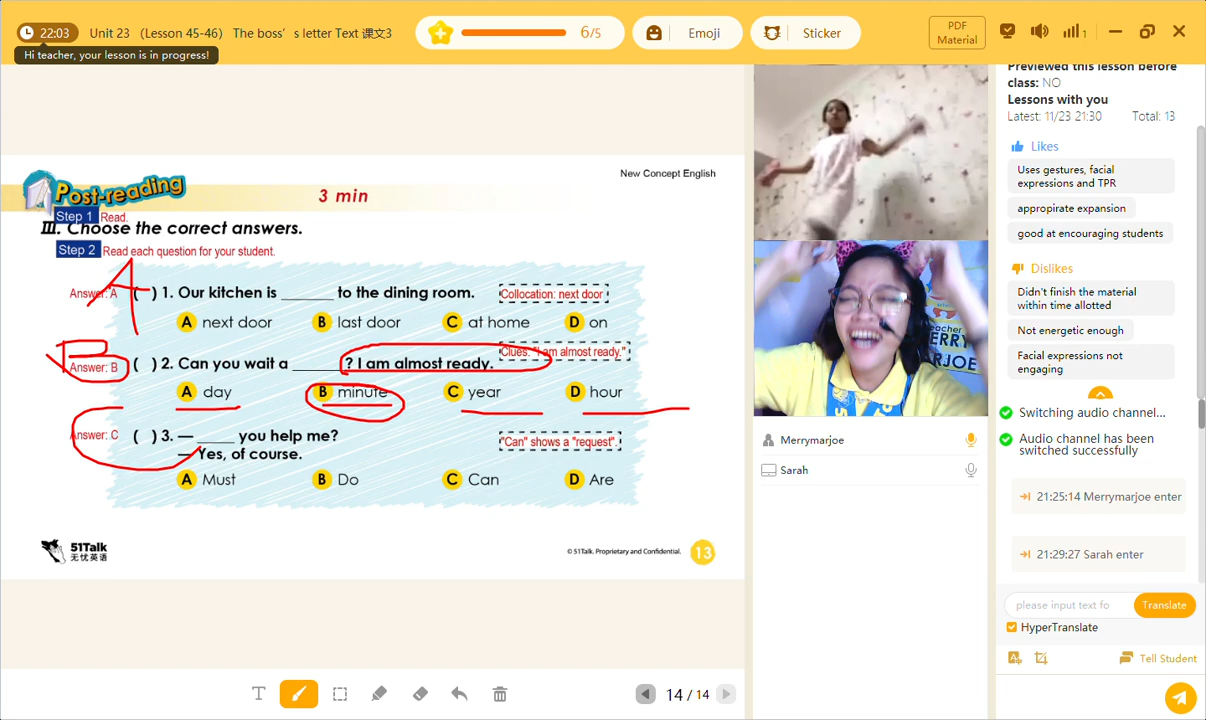 22:03
Unit 23 (Lesson 45-46) The boss' s letter Text 课文3
6/5
Emoji
Sticker
PDF
Material
1
Hi teacher, your lesson is in progress!
New Concept English
Post-reading
3 min
Step 1 Read.
III. Choose the correct answers.
Step 2 Read each question for your student.
A
Answer: A ( ) 1. Our kitchen is ______ to the dining room. Collocation: next door
A next door B last door C at home D on
B
Answer: B ( ) 2. Can you wait a ______? I am almost ready. Clues: "I am almost ready."
A day B minute C year D hour
Answer: C ( ) 3. — ____ you help me? "Can" shows a "request".
— Yes, of course.
A Must B Do C Can D Are
51Talk
无忧英语
© 51Talk. Proprietary and Confidential.
13
14 / 14
T
Teacher
MERRY
MARJOE
Merrymarjoe
Sarah
Previewed this lesson before
class: NO
Lessons with you
Latest: 11/23 21:30 Total: 13
Likes
Uses gestures, facial
expressions and TPR
appropirate expansion
good at encouraging students
Dislikes
Didn't finish the material
within time allotted
Not energetic enough
Facial expressions not
engaging
Switching audio channel...
Audio channel has been
switched successfully
21:25:14 Merrymarjoe enter
21:29:27 Sarah enter
please input text fo
Translate
HyperTranslate
Tell Student